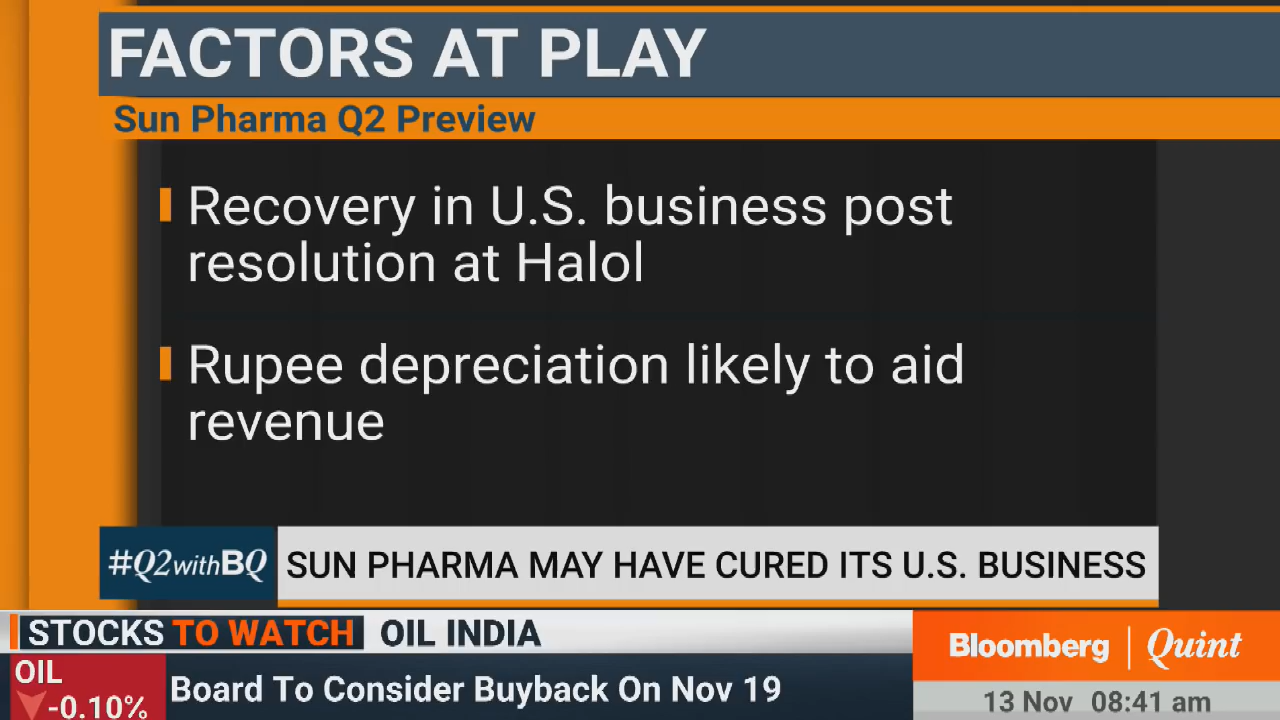 FACTORS AT PLAY
Sun Pharma Q2 Preview
Recovery in U.S. business post
resolution at Halol
Rupee depreciation likely to aid
revenue
#Q2withBQ
SUN PHARMA MAY HAVE CURED ITS U.S. BUSINESS
STOCKS TO WATCH OIL INDIA
OIL
-0.10%
Board To Consider Buyback On Nov 19
Bloomberg | Quint
13 Nov 08:41 am